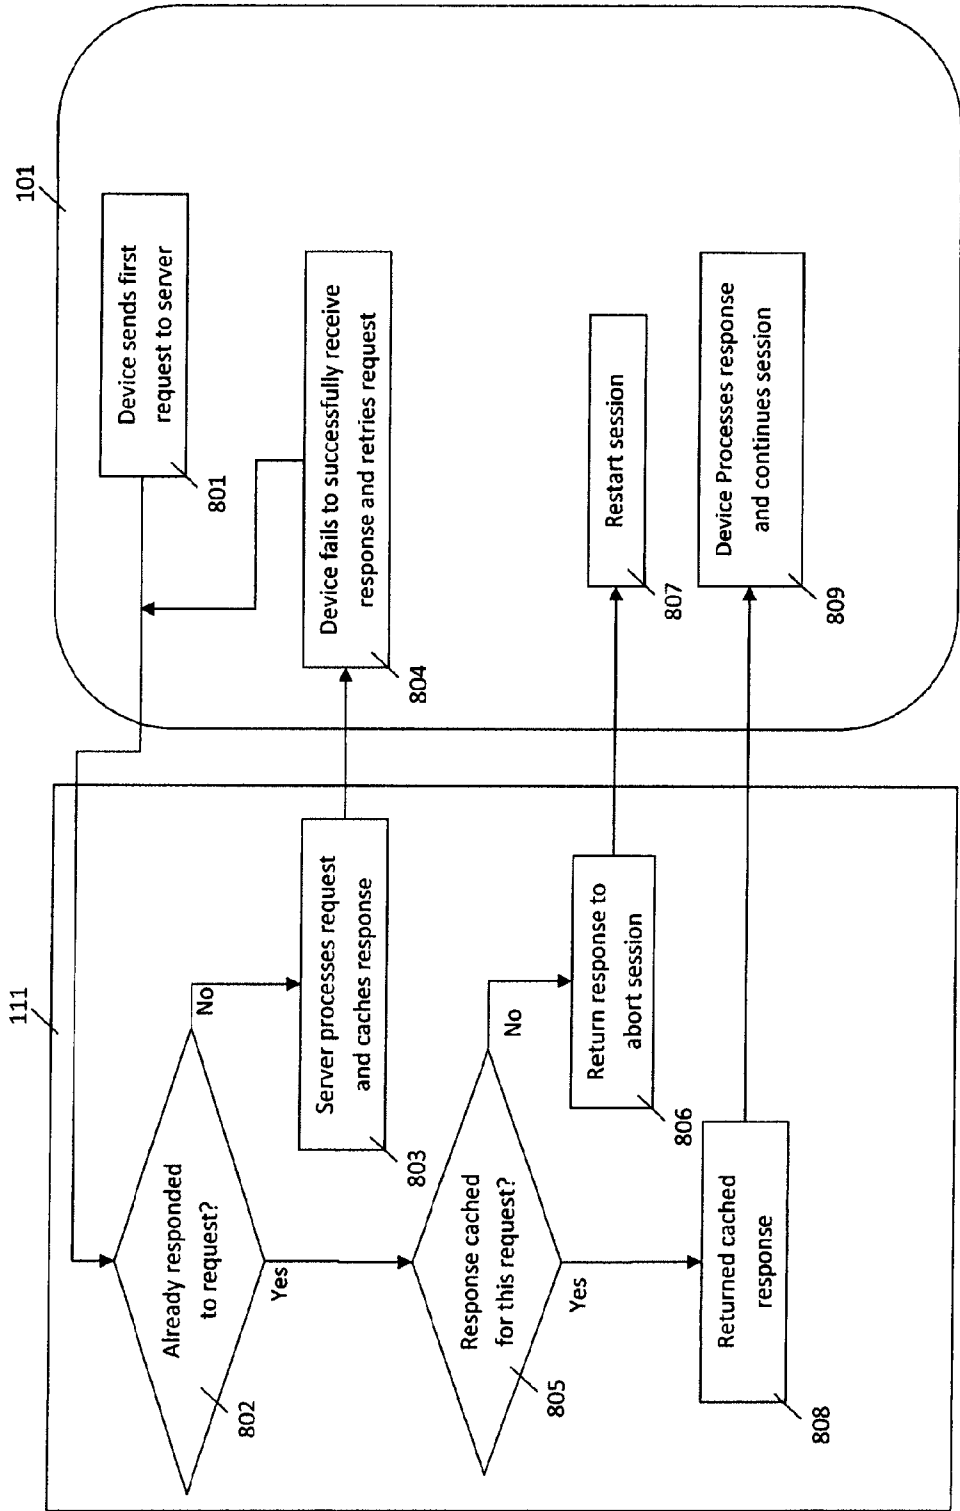 111
101
Device sends first
request to server
801
Already responded
to request?
802
No
Yes
Server processes request
and caches response
803
Device fails to successfully receive
response and retries request
804
Response cached
for this request?
805
No
Yes
Return response to
abort session
806
Restart session
807
Returned cached
response
808
Device Processes response
and continues session
809